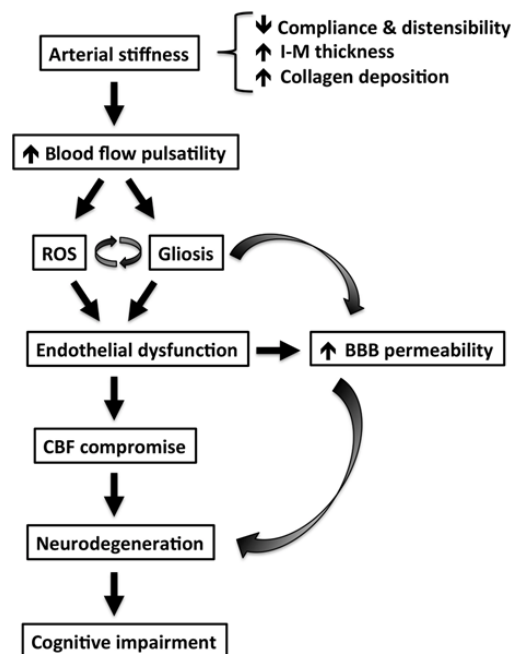 Arterial stiffness
↓ Compliance & distensibility
↑ I-M thickness
↑ Collagen deposition
↑ Blood flow pulsatility
ROS
Gliosis
Endothelial dysfunction
↑ BBB permeability
CBF compromise
Neurodegeneration
Cognitive impairment